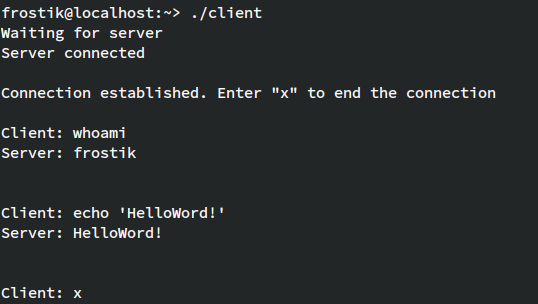 frostik@localhost:~> ./client
Waiting for server
Server connected
Connection established. Enter "x" to end the connection
Client: whoami
Server: frostik
Client: echo 'HelloWord!'
Server: HelloWord!
Client: x